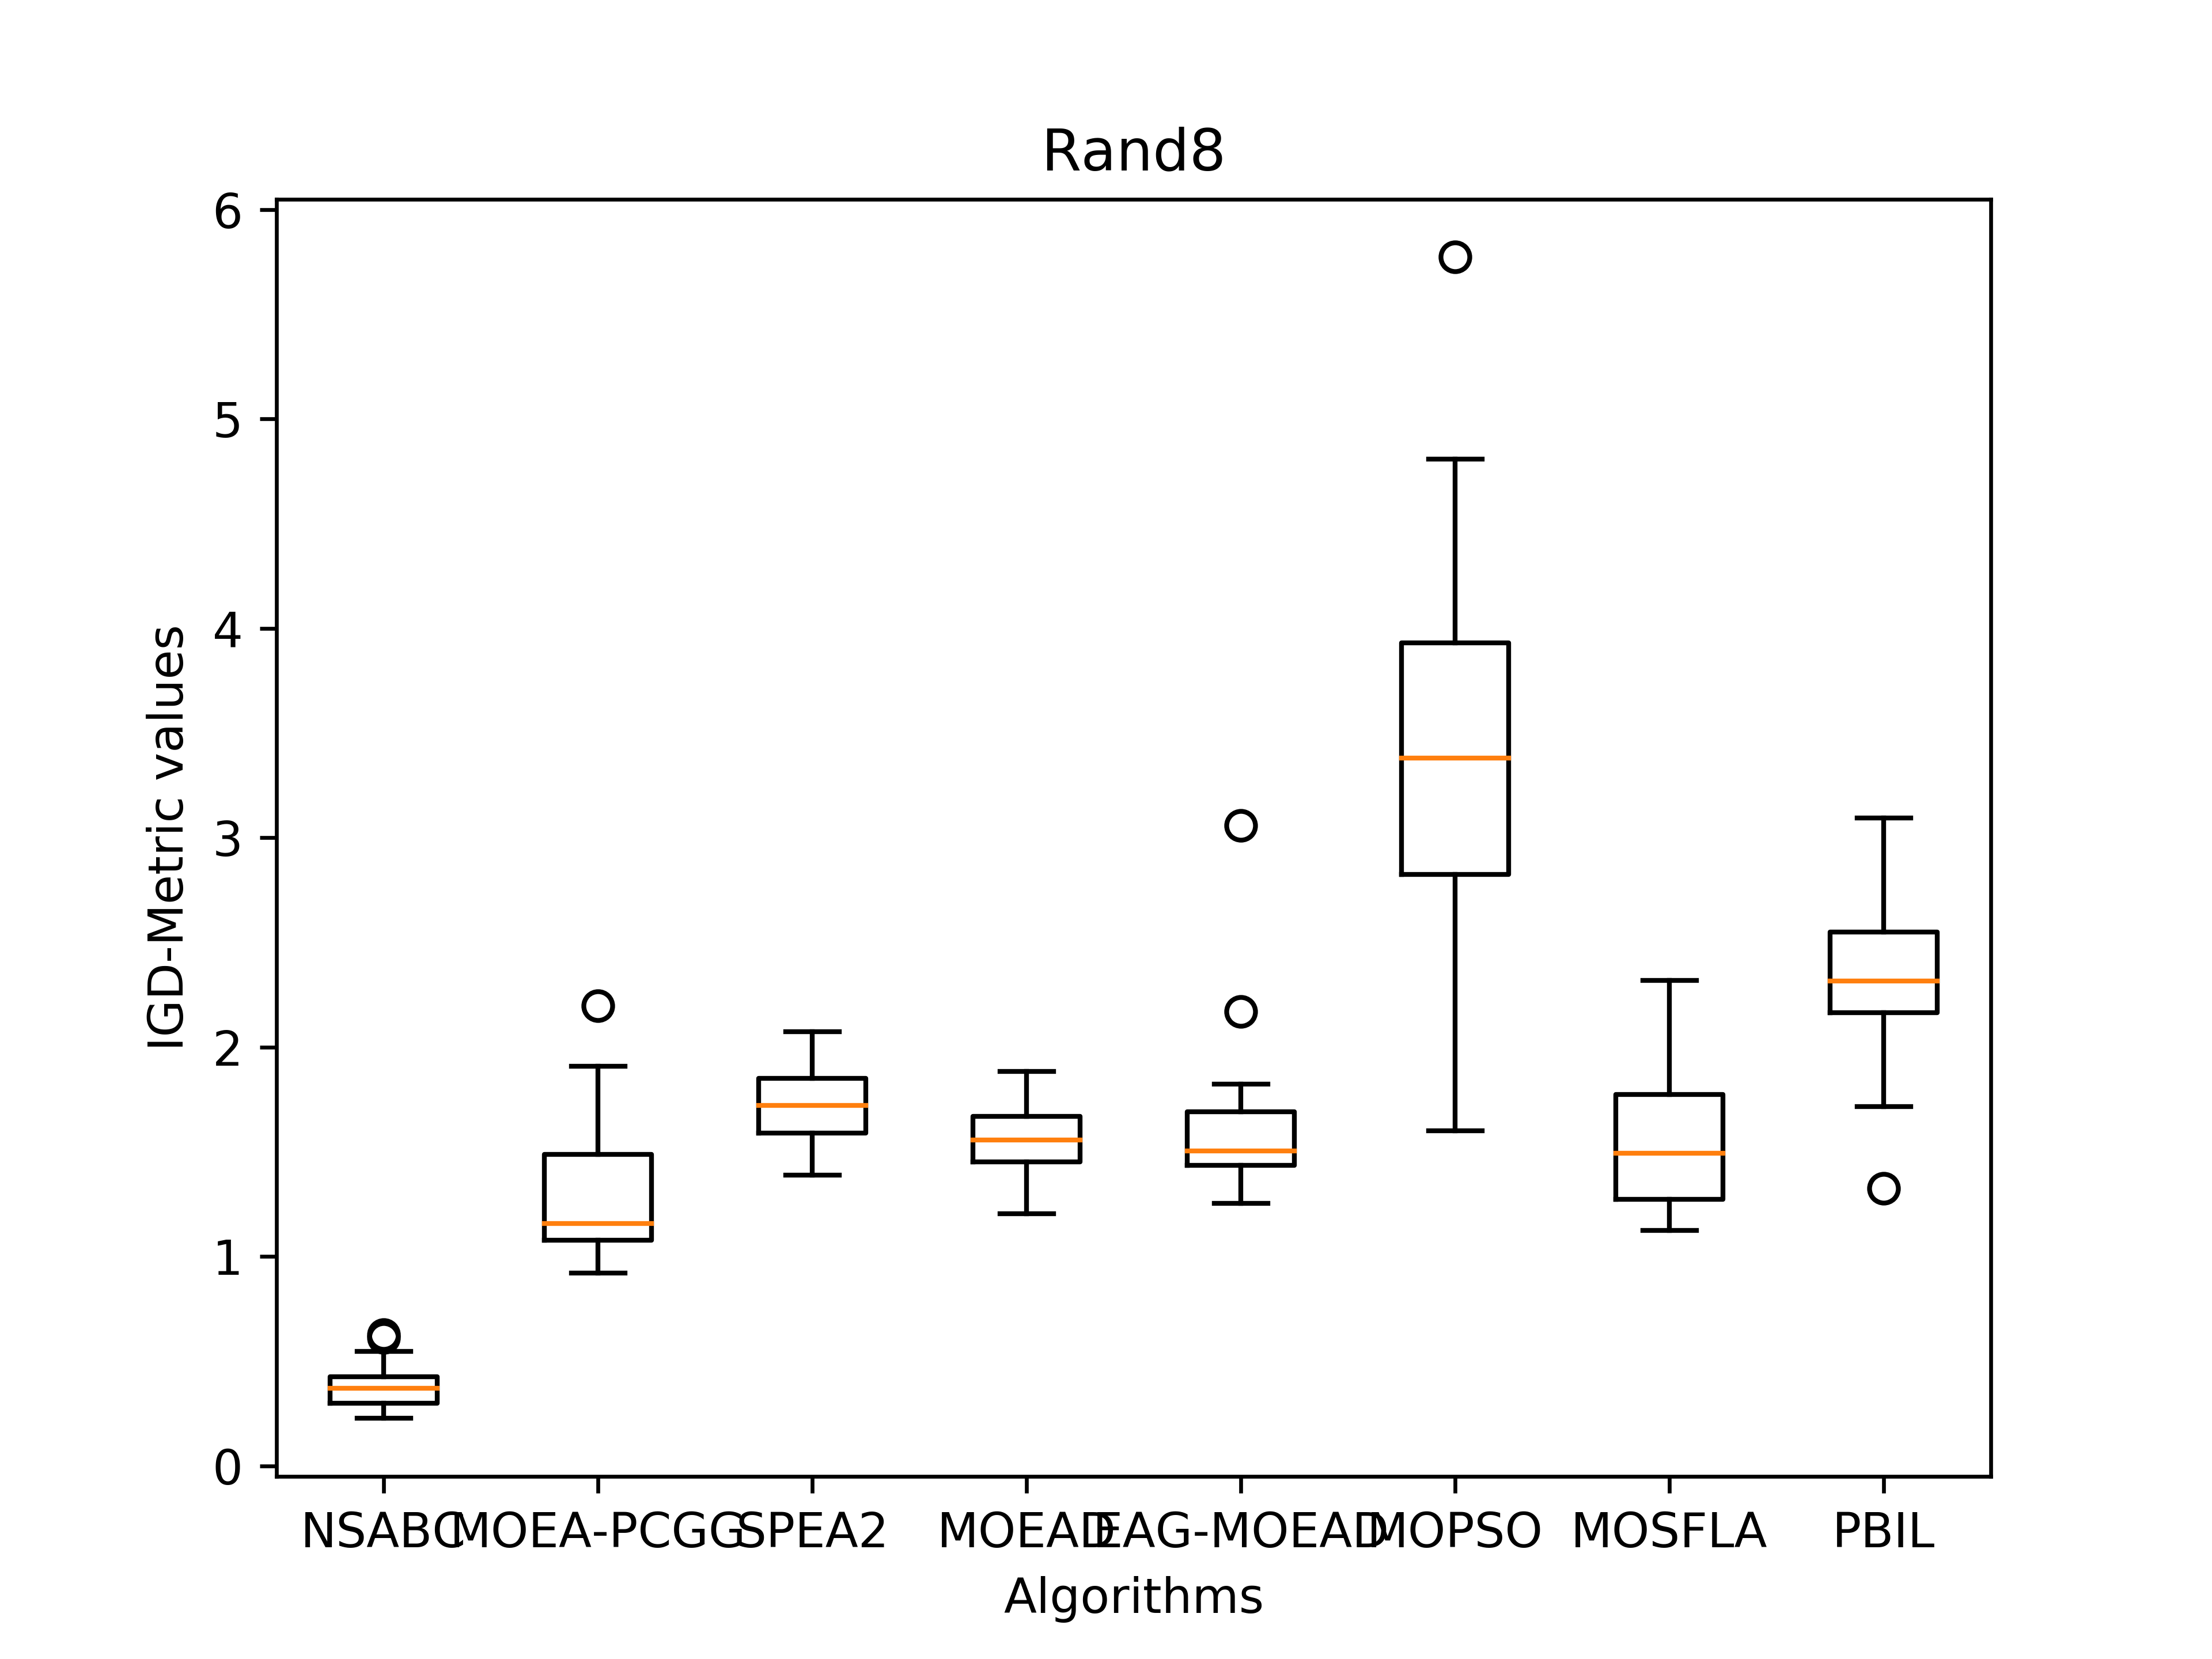 Rand8
6
5
4
3
2
1
0
IGD-Metric values
NSABC MOEA-PCGG SPEA2 MOEAD EAG-MOEAD MOPSO MOSFLA PBIL
Algorithms